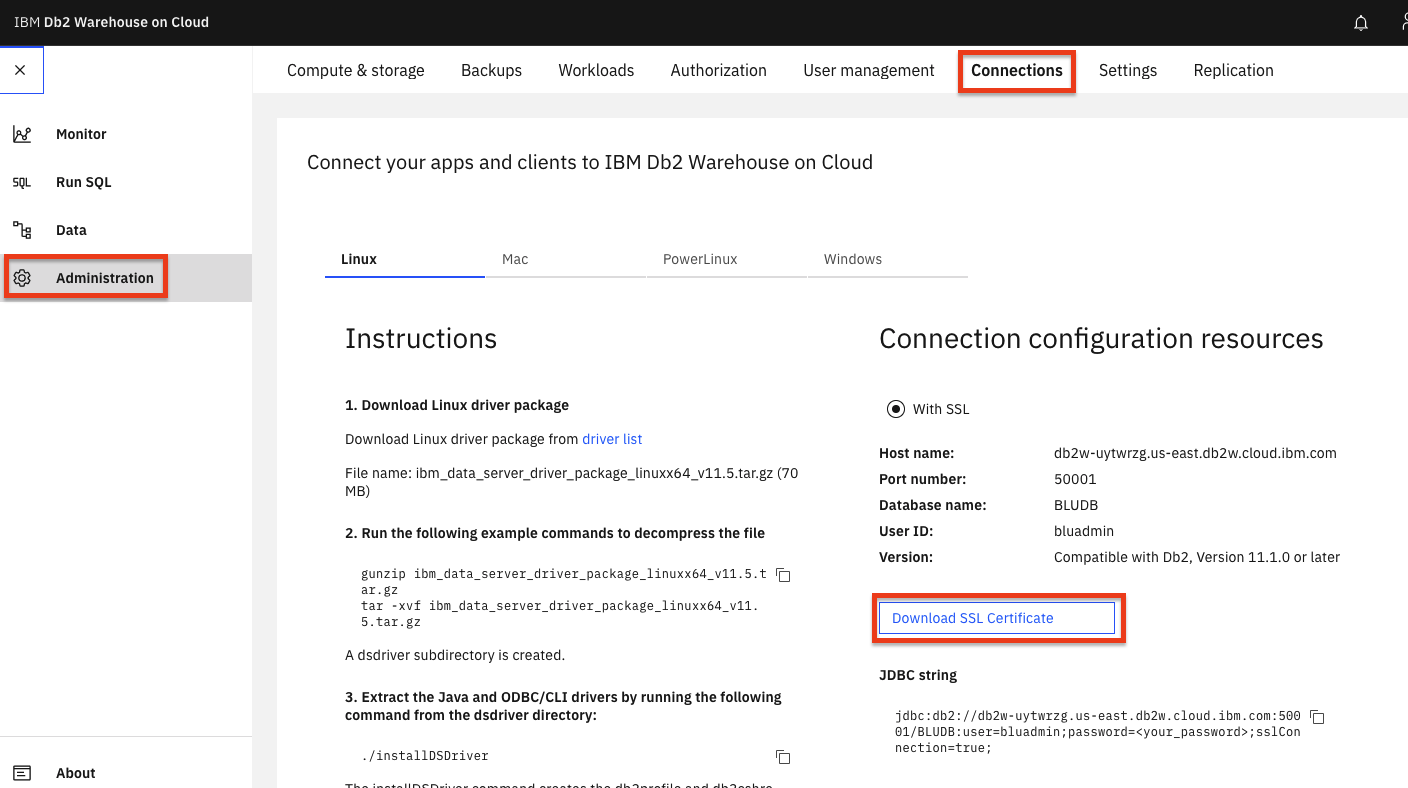 IBM Db2 Warehouse on Cloud
Compute & storage
Backups
Workloads
Authorization
User management
Connections
Settings
Replication
Monitor
SQL
Run SQL
Data
Administration
About
Connect your apps and clients to IBM Db2 Warehouse on Cloud
Linux
Mac
PowerLinux
Windows
Instructions
1. Download Linux driver package
Download Linux driver package from driver list
File name: ibm_data_server_driver_package_linuxx64_v11.5.tar.gz (70
MB)
2. Run the following example commands to decompress the file
gunzip ibm_data_server_driver_package_linuxx64_v11.5.t
ar.gz
tar -xvf ibm_data_server_driver_package_linuxx64_v11.
5.tar.gz
A dsdriver subdirectory is created.
3. Extract the Java and ODBC/CLI drivers by running the following
command from the dsdriver directory:
./installDSDriver
Connection configuration resources
With SSL
Host name: db2w-uytwrzg.us-east.db2w.cloud.ibm.com
Port number: 50001
Database name: BLUDB
User ID: bluadmin
Version: Compatible with Db2, Version 11.1.0 or later
Download SSL Certificate
JDBC string
jdbc:db2://db2w-uytwrzg.us-east.db2w.cloud.ibm.com:500
01/BLUDB:user=bluadmin;password=<your_password>;sslCon
nection=true;